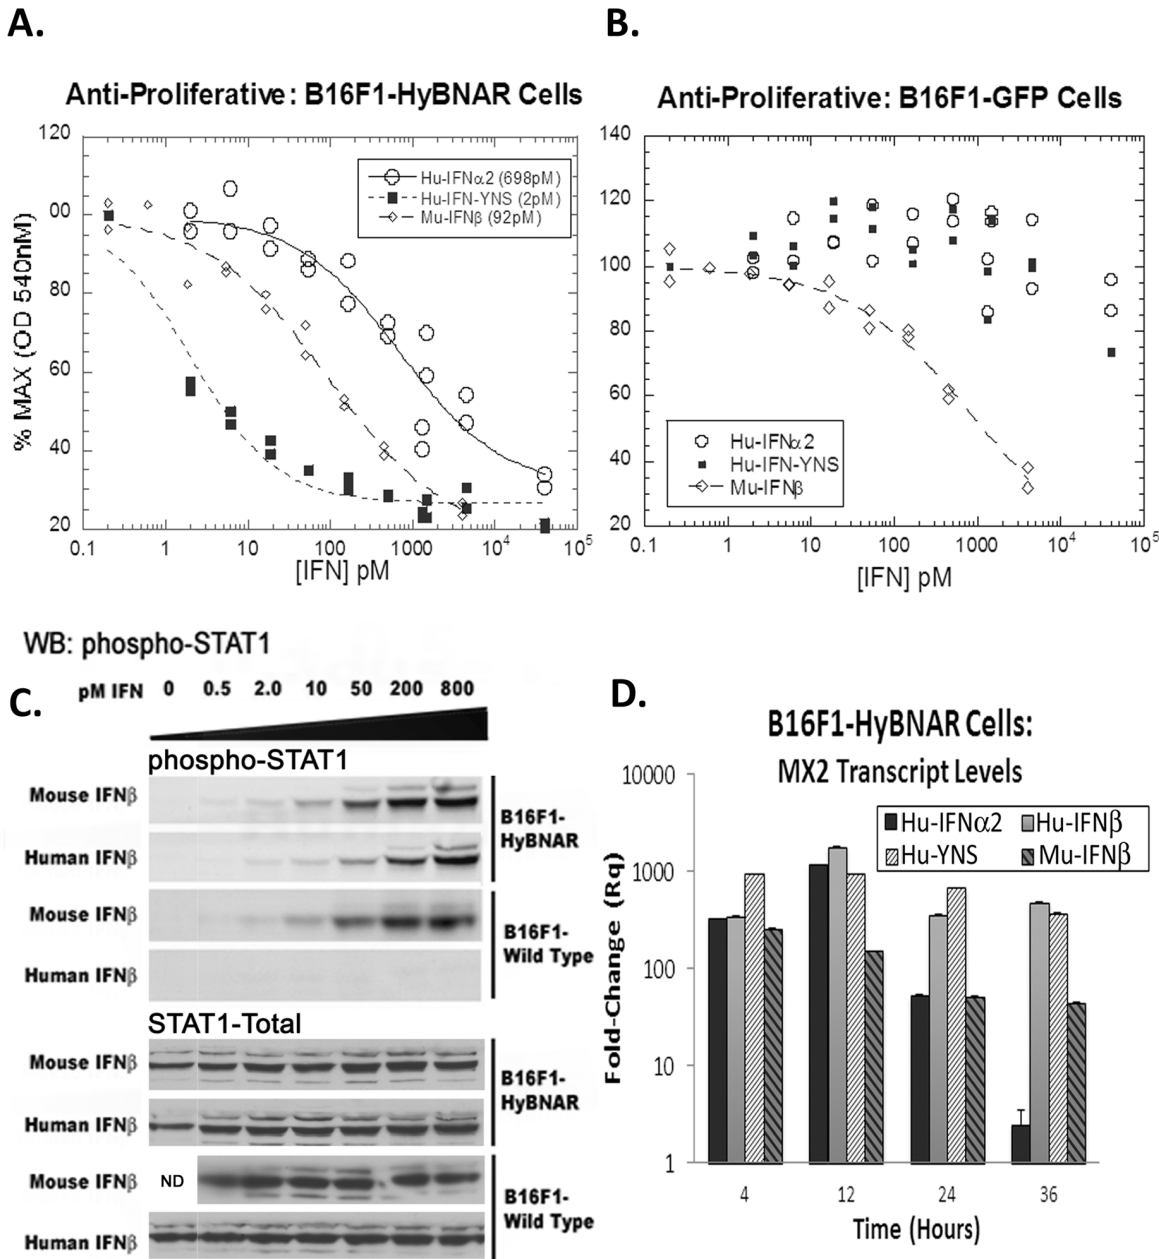 A.
Anti-Proliferative: B16F1-HyBNAR Cells
120
00
80
60
40
20
% MAX (OD 540nM)
Hu-IFNα2 (698pM)
Hu-IFN-YNS (2pM)
Mu-IFNβ (92pM)
0.1 1 10 100 1000 10⁴ 10⁵
[IFN] pM
B.
Anti-Proliferative: B16F1-GFP Cells
140
120
100
80
60
40
20
Hu-IFNα2
Hu-IFN-YNS
Mu-IFNβ
0.1 1 10 100 1000 10⁴ 10⁵
[IFN] pM
WB: phospho-STAT1
C.
pM IFN 0 0.5 2.0 10 50 200 800
phospho-STAT1
Mouse IFNβ
Human IFNβ
B16F1-
HyBNAR
Mouse IFNβ
Human IFNβ
B16F1-
Wild Type
STAT1-Total
Mouse IFNβ
Human IFNβ
B16F1-
HyBNAR
Mouse IFNβ
ND
Human IFNβ
B16F1-
Wild Type
D.
B16F1-HyBNAR Cells:
MX2 Transcript Levels
Hu-IFNα2 Hu-IFNβ
Hu-YNS Mu-IFNβ
10000
1000
100
10
1
Fold-Change (Rq)
4 12 24 36
Time (Hours)